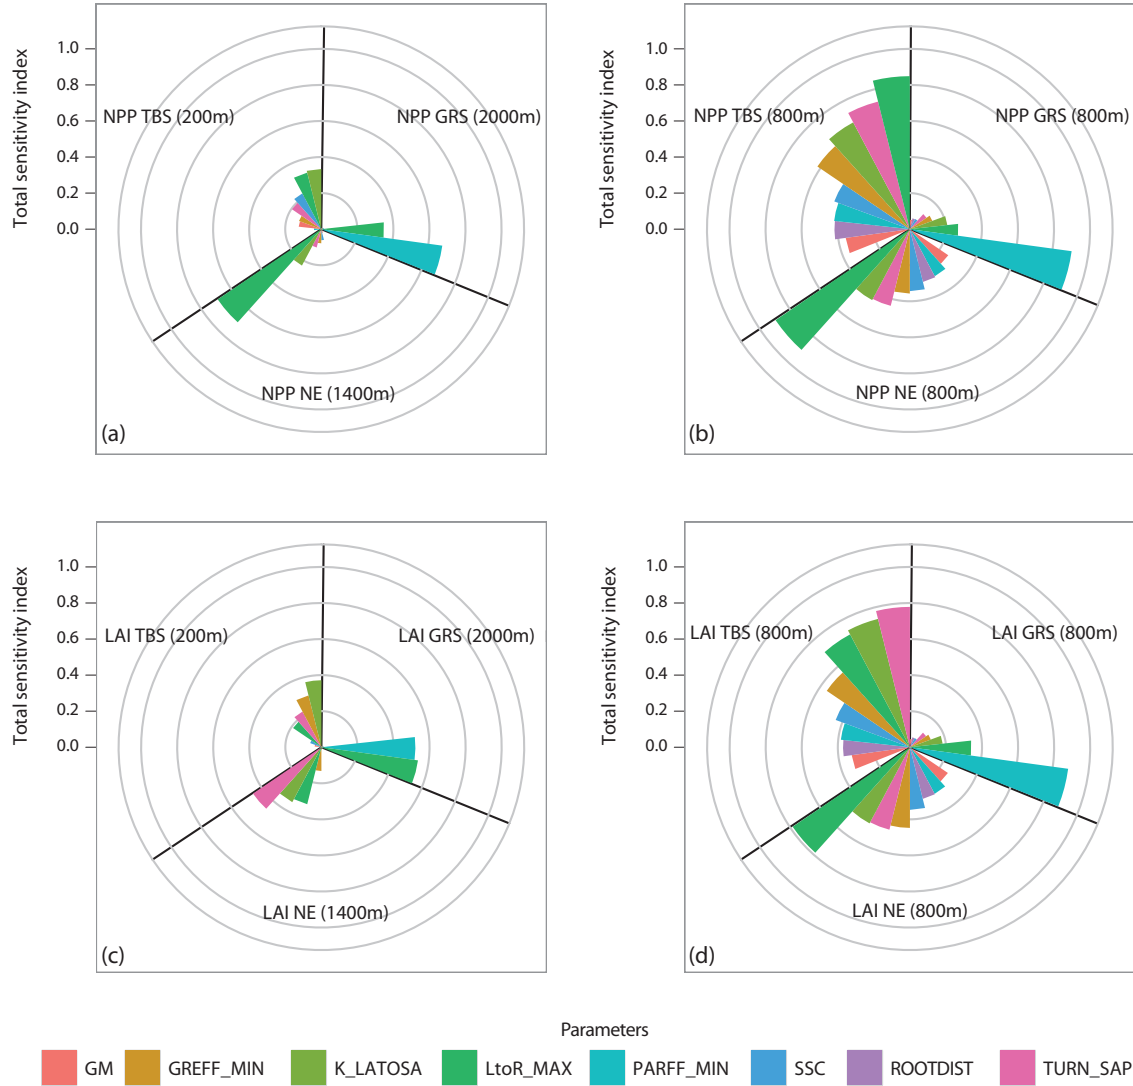 Total sensitivity index
1.0
0.8
0.6
0.4
0.2
0.0
NPP TBS (200m)
NPP GRS (2000m)
NPP NE (1400m)
(a)
Total sensitivity index
1.0
0.8
0.6
0.4
0.2
0.0
NPP TBS (800m)
NPP GRS (800m)
NPP NE (800m)
(b)
Total sensitivity index
1.0
0.8
0.6
0.4
0.2
0.0
LAI TBS (200m)
LAI GRS (2000m)
LAI NE (1400m)
(c)
Total sensitivity index
1.0
0.8
0.6
0.4
0.2
0.0
LAI TBS (800m)
LAI GRS (800m)
LAI NE (800m)
(d)
Parameters
GM GREFF_MIN K_LATOSA LtoR_MAX PARFF_MIN SSC ROOTDIST TURN_SAP